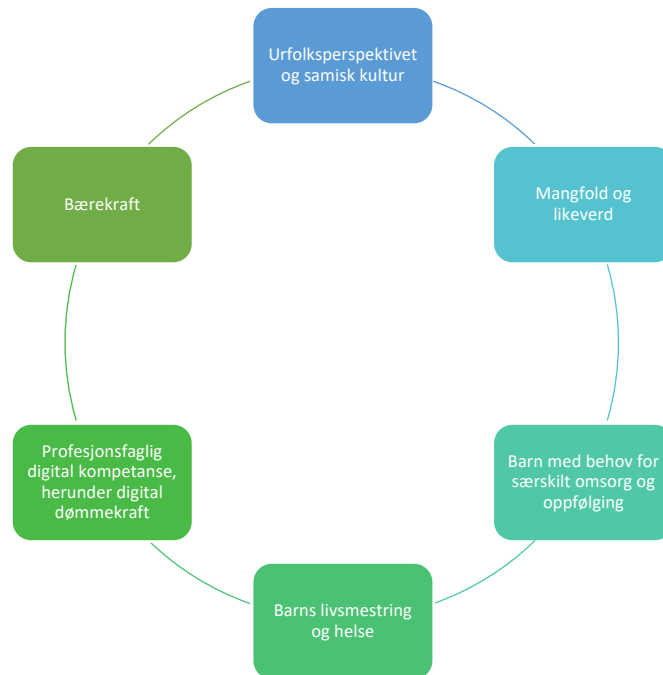 Urfolksperspektivet
og samisk kultur
Mangfold og
likeverd
Barn med behov for
særskilt omsorg og
oppfølging
Barns livsmestring
og helse
Profesjonsfaglig
digital kompetanse,
herunder digital
dømmekraft
Bærekraft